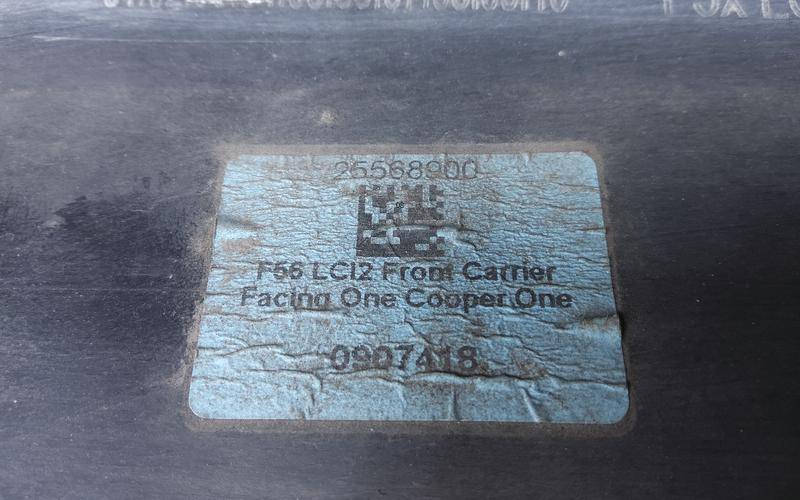 25568900
F56 LCI2 Front Carrier
Facing One Cooper One
0907418